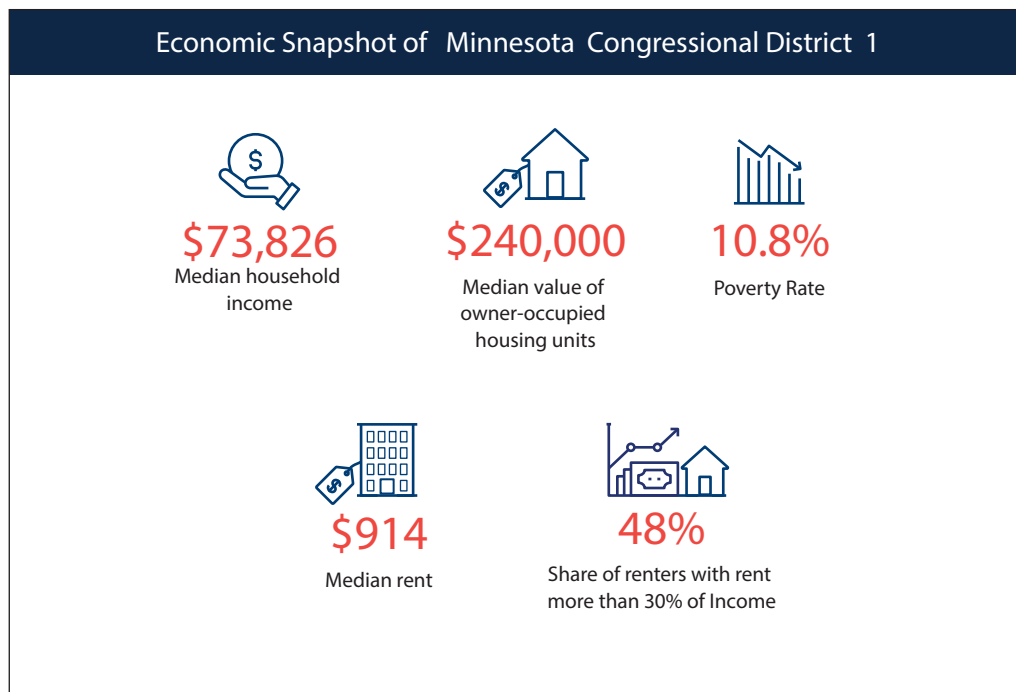 Economic Snapshot of Minnesota Congressional District 1
$
$73,826
Median household
income
$
$240,000
Median value of
owner-occupied
housing units
10.8%
Poverty Rate
$
$914
Median rent
48%
Share of renters with rent
more than 30% of Income